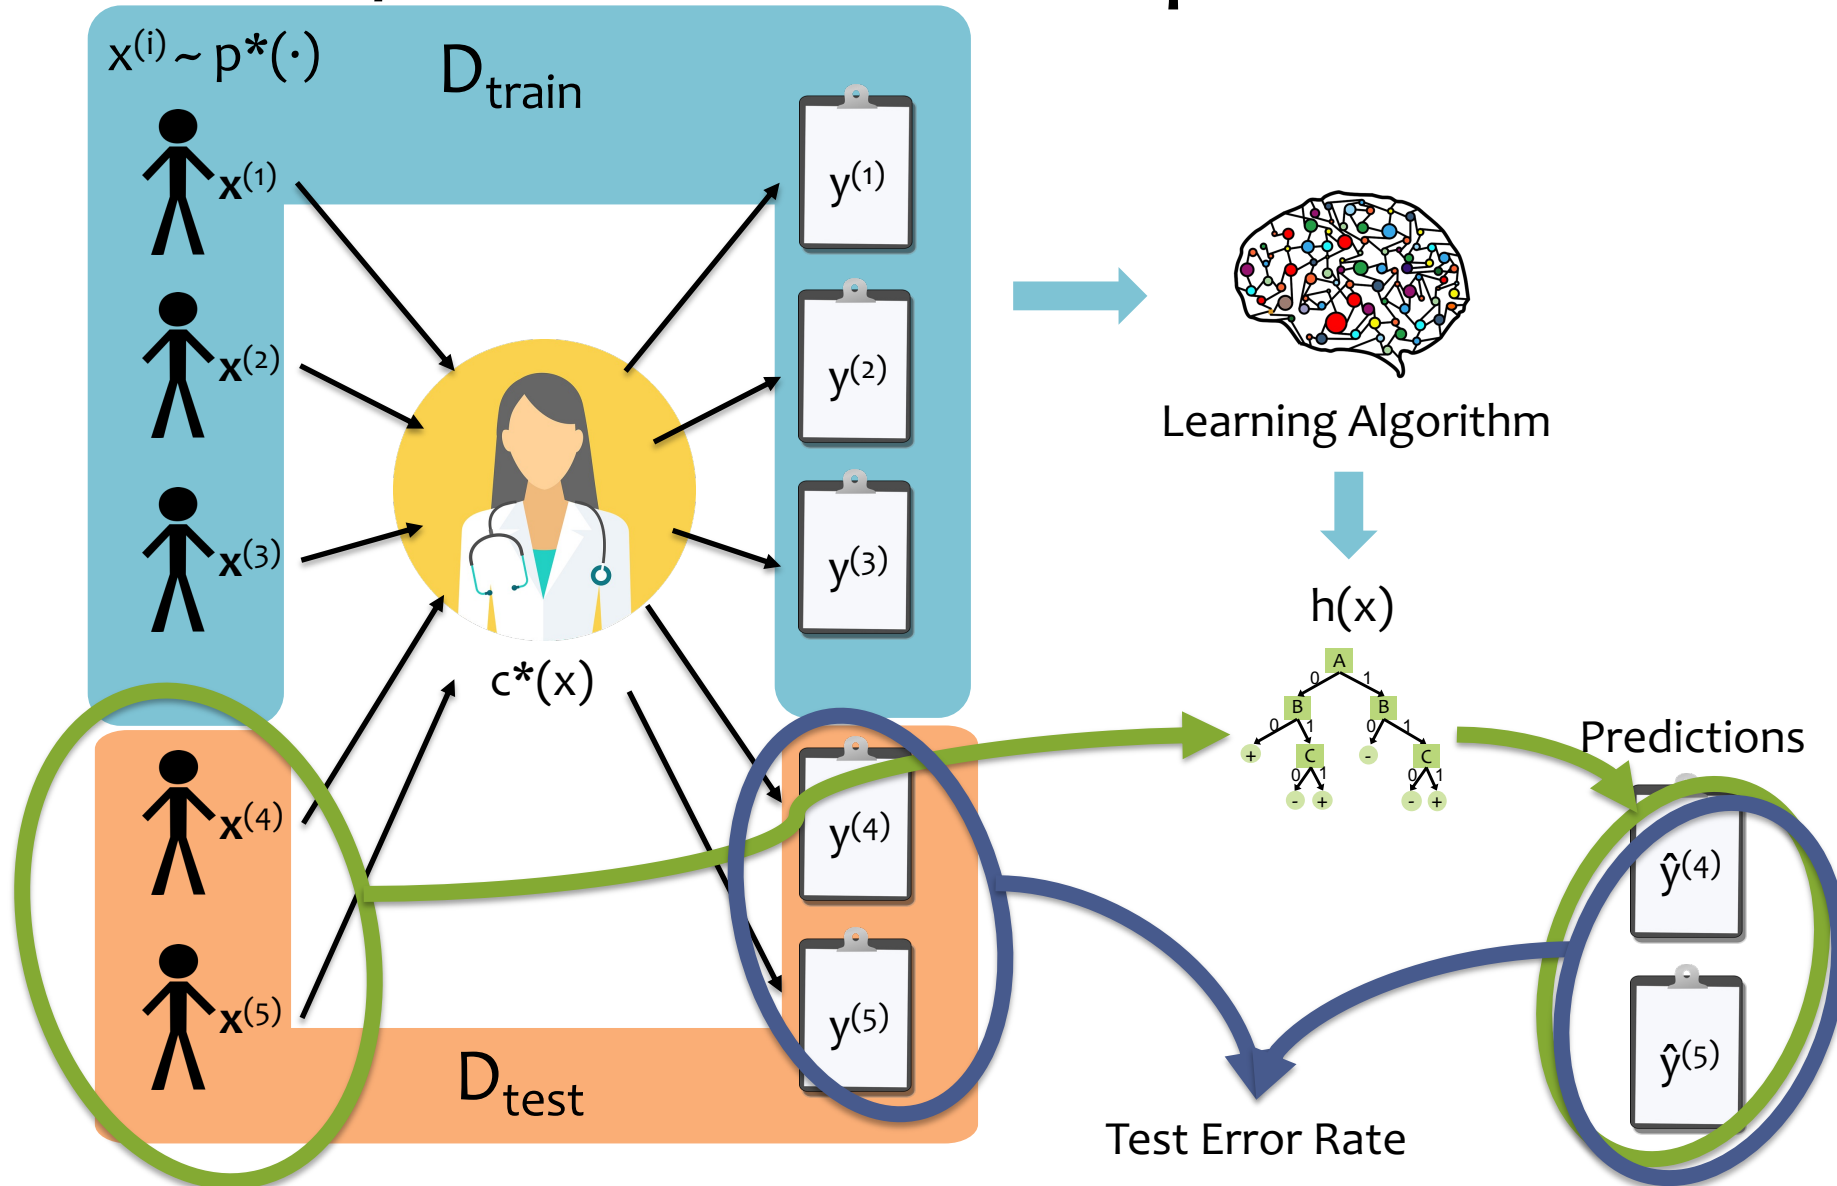 x⁽ⁱ⁾ ~ p*(·)
D_train
x⁽¹⁾
y⁽¹⁾
x⁽²⁾
y⁽²⁾
x⁽³⁾
y⁽³⁾
c*(x)
Learning Algorithm
h(x)
A
0 1
B B
0 1 0 1
+ C - C
0 1 0 1
- + - +
Predictions
x⁽⁴⁾
y⁽⁴⁾
ŷ⁽⁴⁾
x⁽⁵⁾
y⁽⁵⁾
ŷ⁽⁵⁾
D_test
Test Error Rate